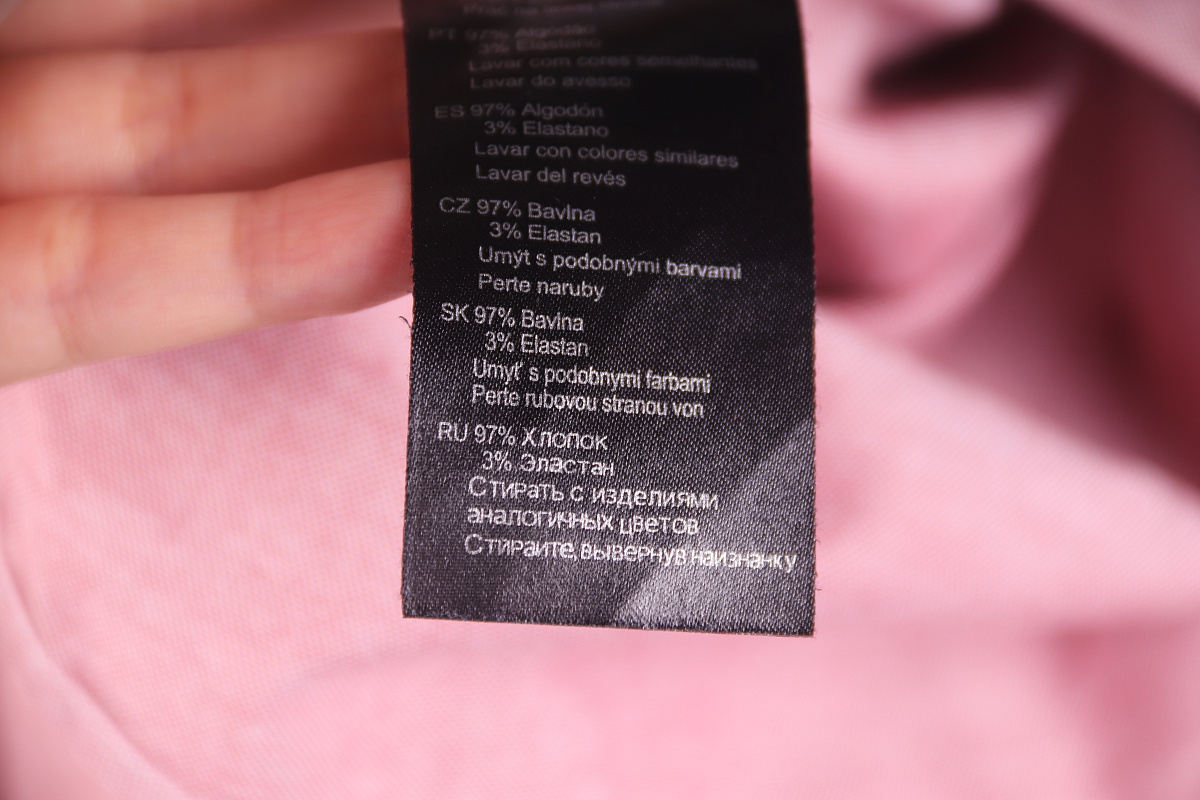 PT 97% Algodão
3% Elastano
Lavar com cores semelhantes
Lavar do avesso
ES 97% Algodón
3% Elastano
Lavar con colores similares
Lavar del revés
CZ 97% Bavlna
3% Elastan
Umýt s podobnými barvami
Perte naruby
SK 97% Bavlna
3% Elastan
Umyť s podobnymi farbami
Perte rubovou stranou von
RU 97% Хлопок
3% Эластан
Стирать с изделиями
аналогичных цветов
Стирайте, вывернув наизнанку